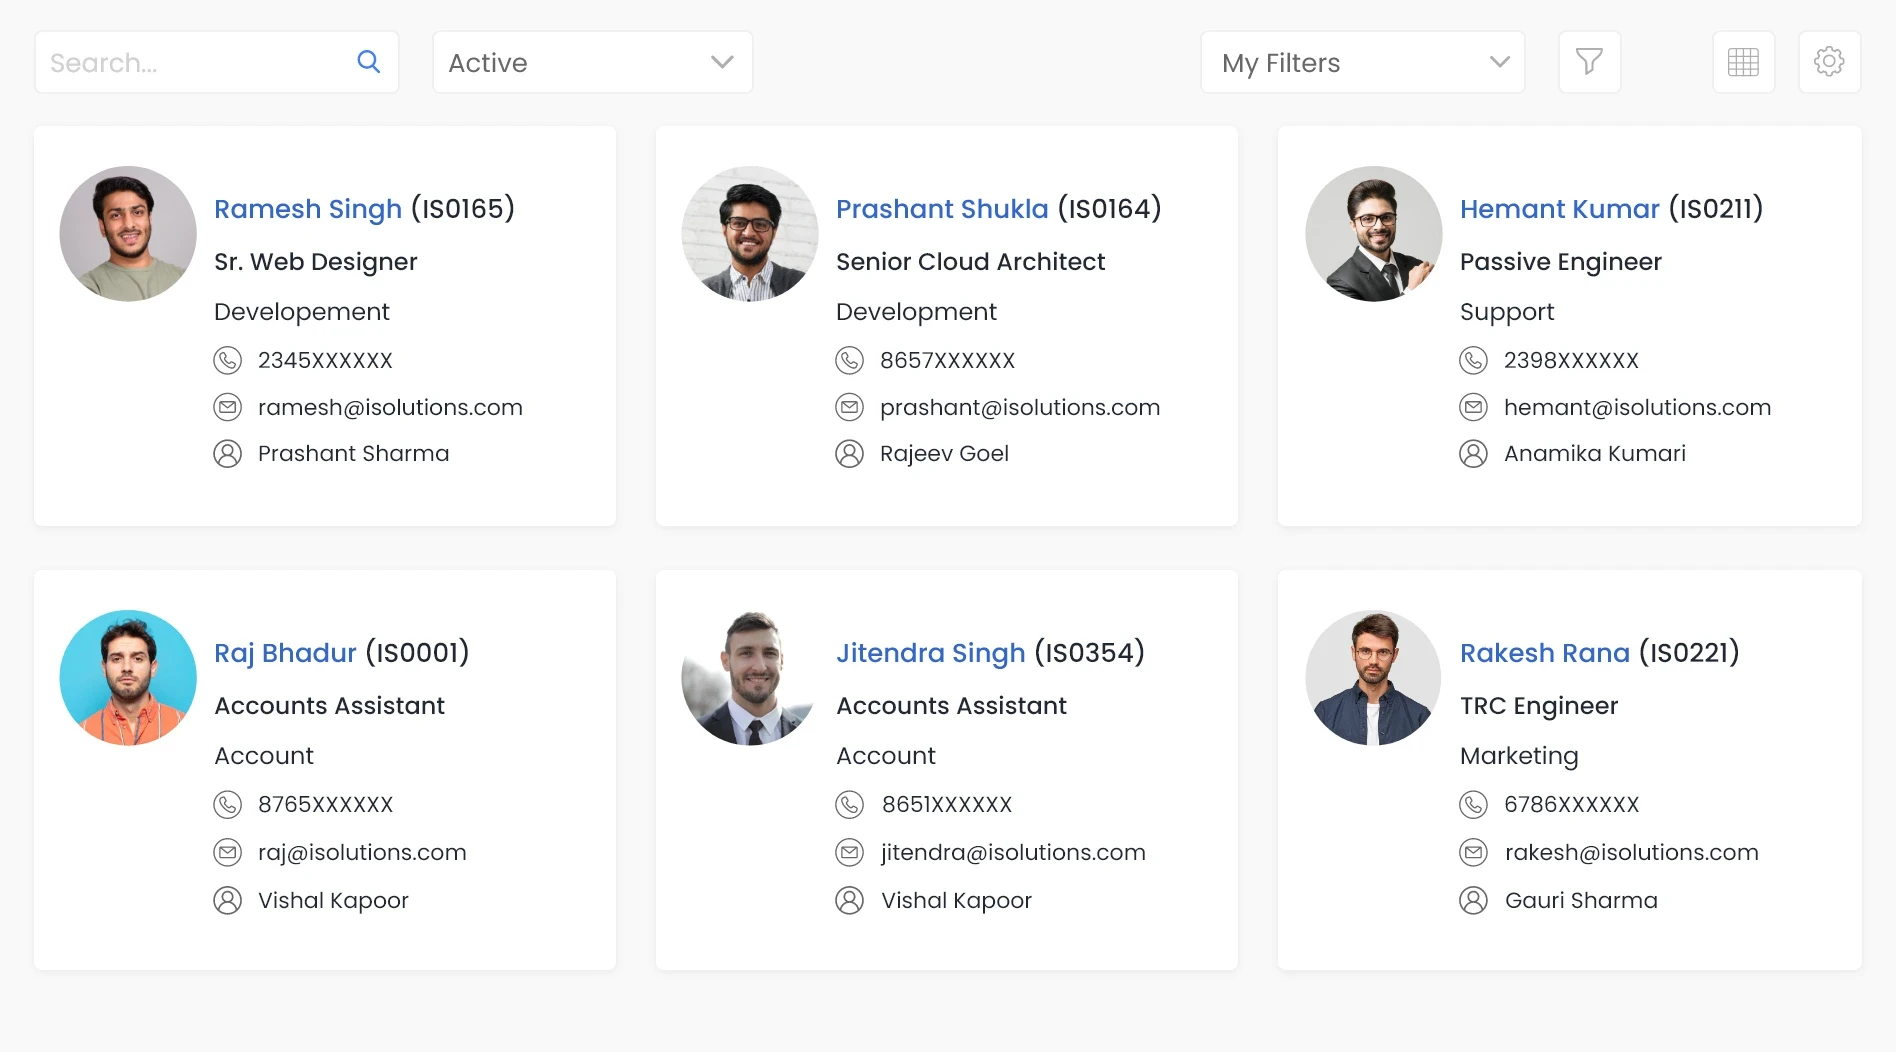 Search...
Active
My Filters
Ramesh Singh (IS0165)
Sr. Web Designer
Developement
2345XXXXXX
ramesh@isolutions.com
Prashant Sharma
Prashant Shukla (IS0164)
Senior Cloud Architect
Development
8657XXXXXX
prashant@isolutions.com
Rajeev Goel
Hemant Kumar (IS0211)
Passive Engineer
Support
2398XXXXXX
hemant@isolutions.com
Anamika Kumari
Raj Bhadur (IS0001)
Accounts Assistant
Account
8765XXXXXX
raj@isolutions.com
Vishal Kapoor
Jitendra Singh (IS0354)
Accounts Assistant
Account
8651XXXXXX
jitendra@isolutions.com
Vishal Kapoor
Rakesh Rana (IS0221)
TRC Engineer
Marketing
6786XXXXXX
rakesh@isolutions.com
Gauri Sharma